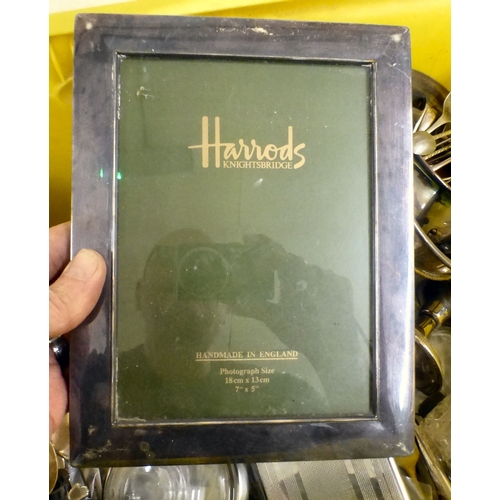 Harrods
KNIGHTSBRIDGE
HANDMADE IN ENGLAND
Photograph Size
18cm x 13cm
7" x 5"